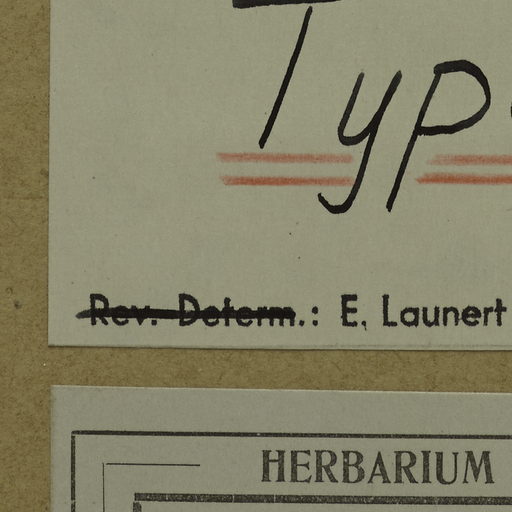 Typ
Rev. Determ.: E. Launert
HERBARIUM